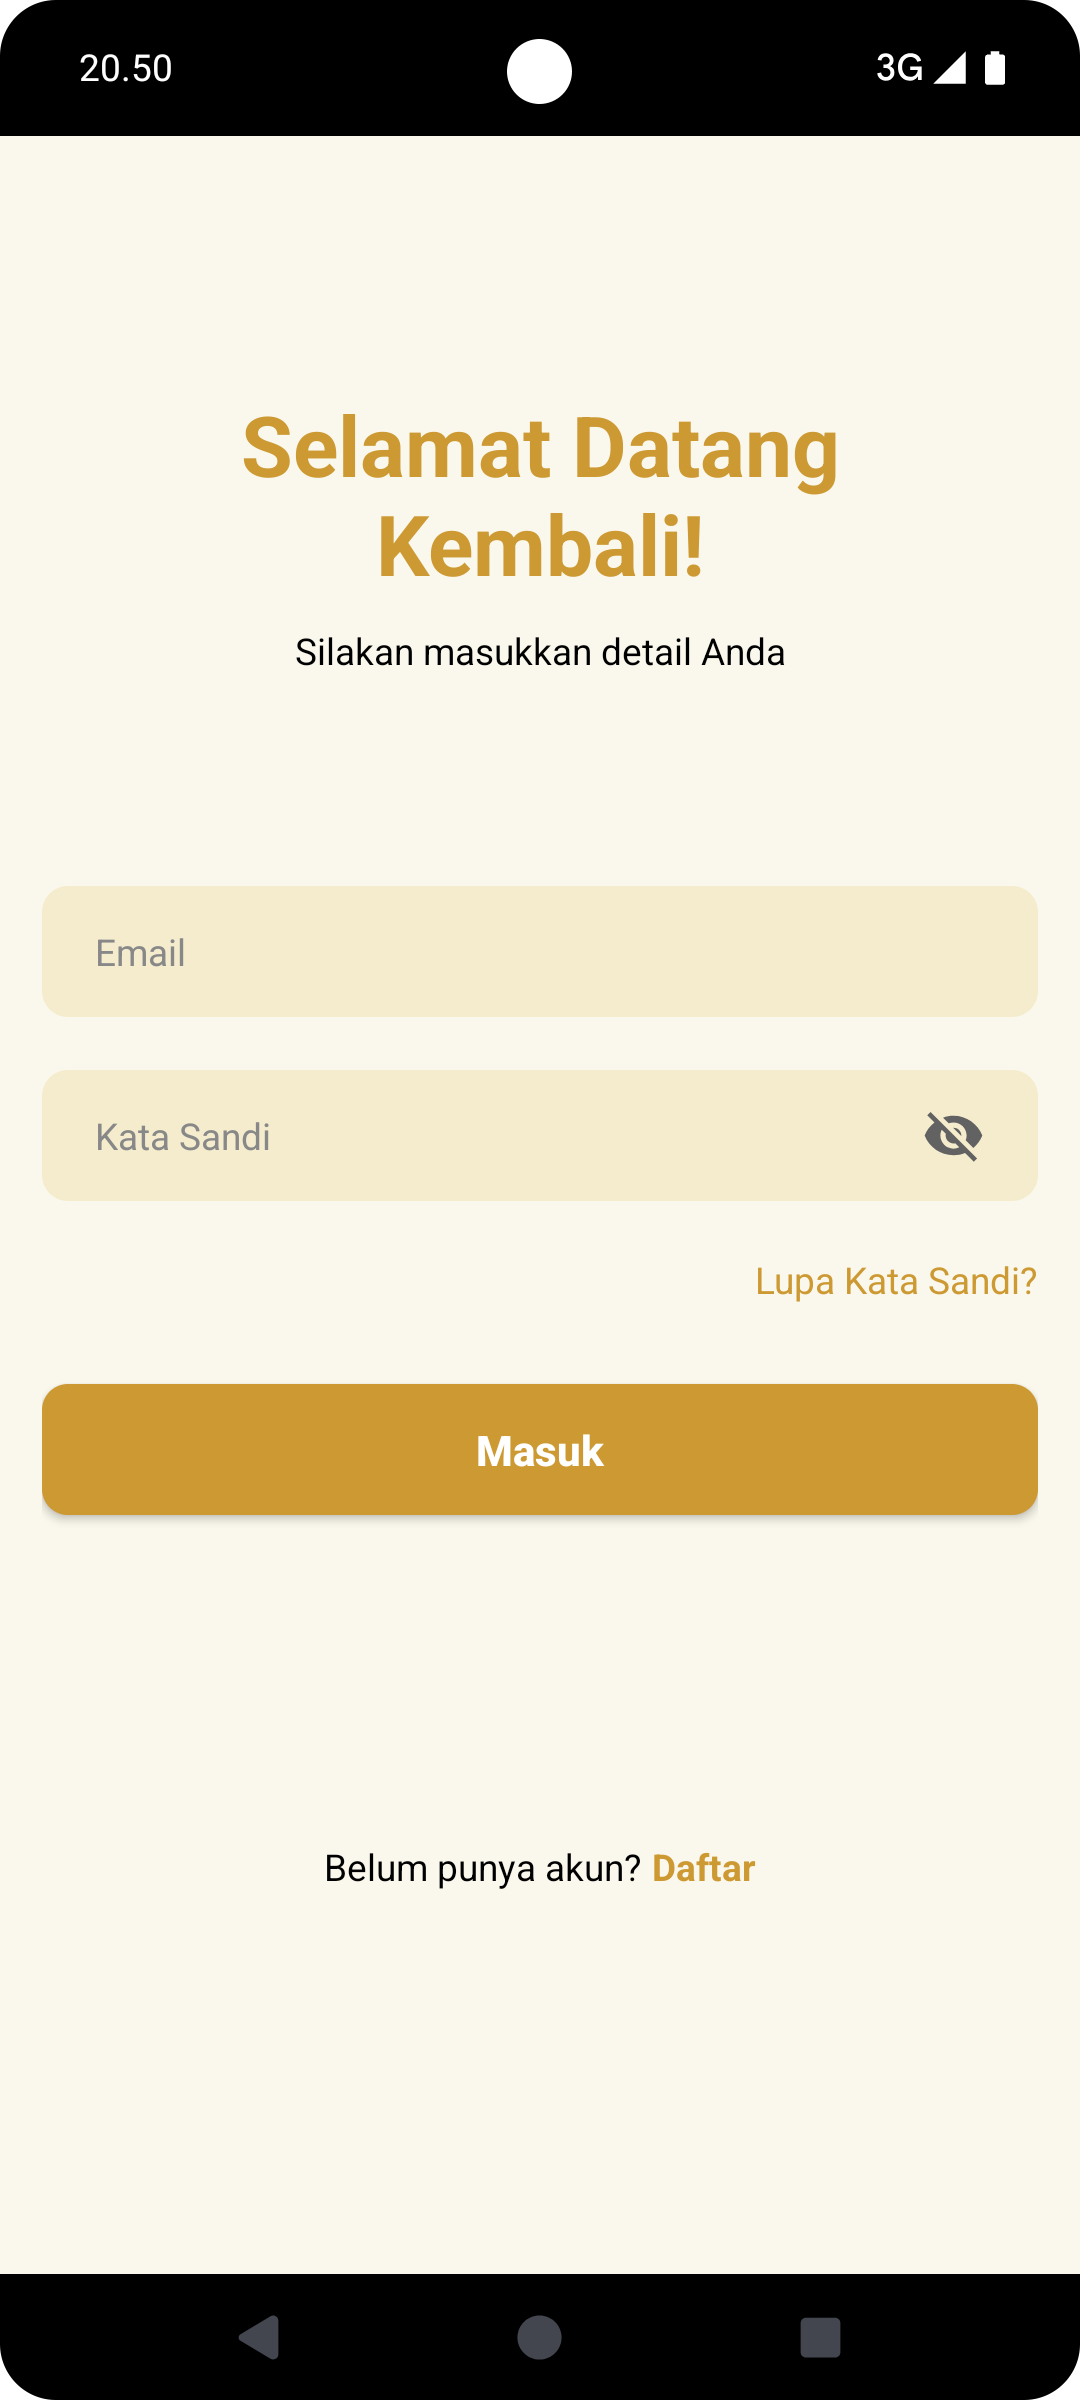 20.50
3G
Selamat Datang
Kembali!
Silakan masukkan detail Anda
Email
Kata Sandi
Lupa Kata Sandi?
Masuk
Belum punya akun? Daftar